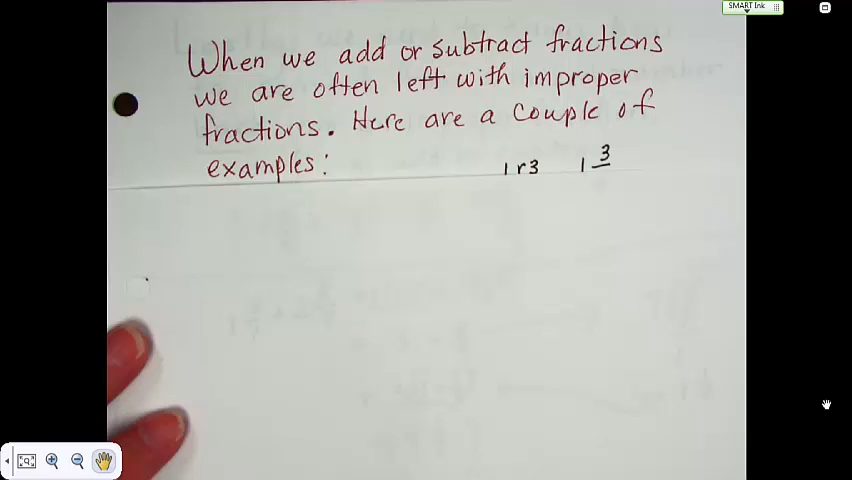 SMART Ink
When we add or subtract fractions
we are often left with improper
fractions. Here are a couple of
examples:
1 r3 1 3